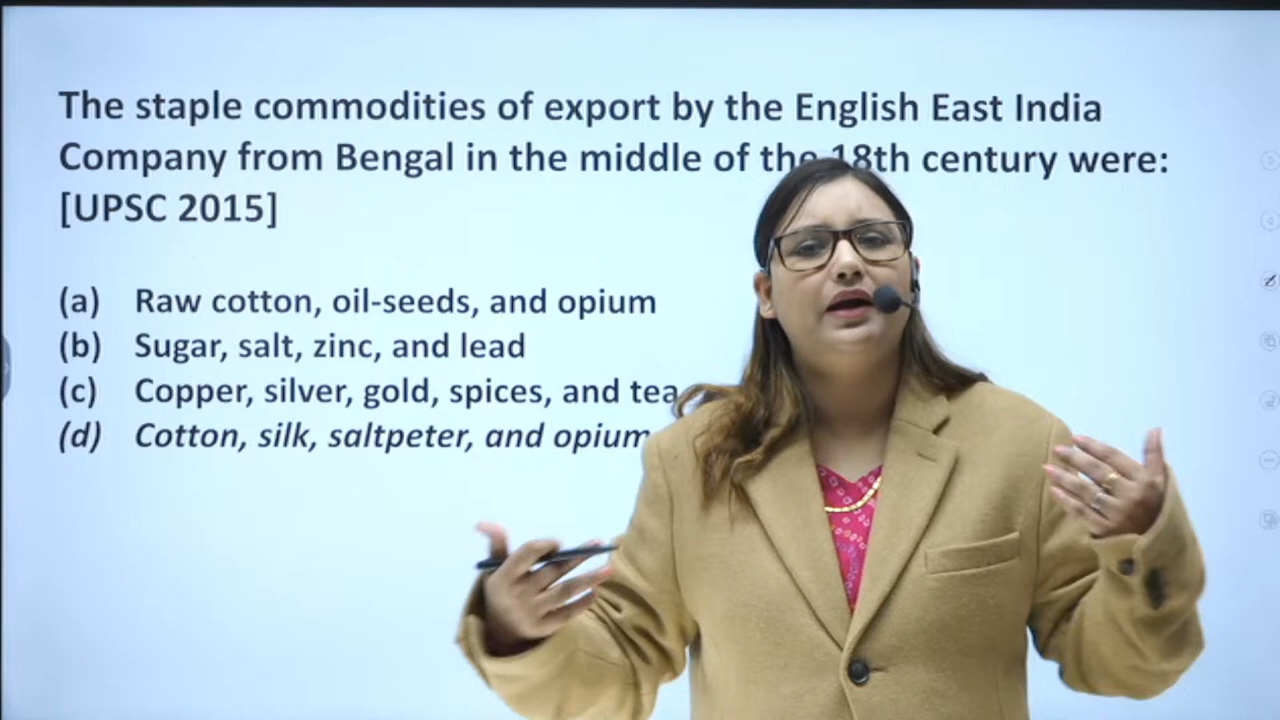 The staple commodities of export by the English East India
Company from Bengal in the middle of the 18th century were:
[UPSC 2015]
(a) Raw cotton, oil-seeds, and opium
(b) Sugar, salt, zinc, and lead
(c) Copper, silver, gold, spices, and tea
(d) Cotton, silk, saltpeter, and opium